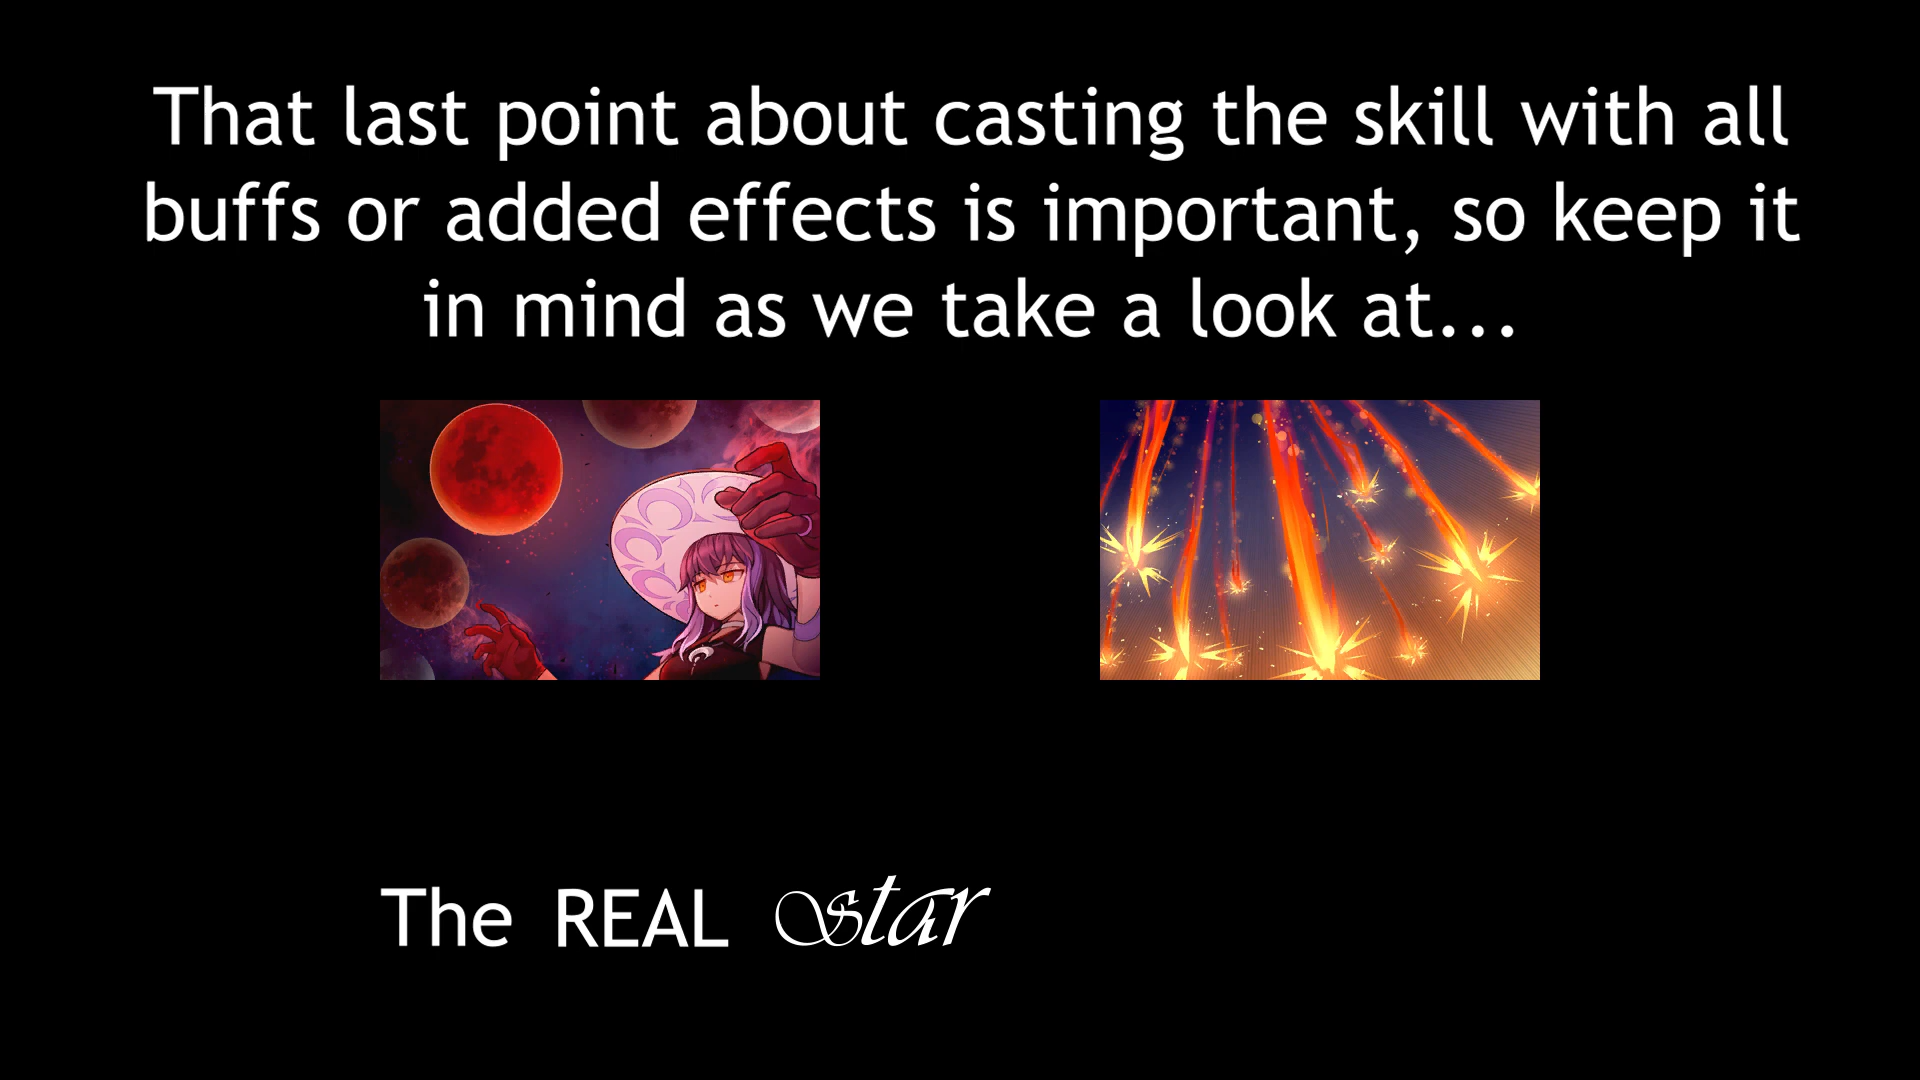 That last point about casting the skill with all
buffs or added effects is important, so keep it
in mind as we take a look at...
The REAL Star